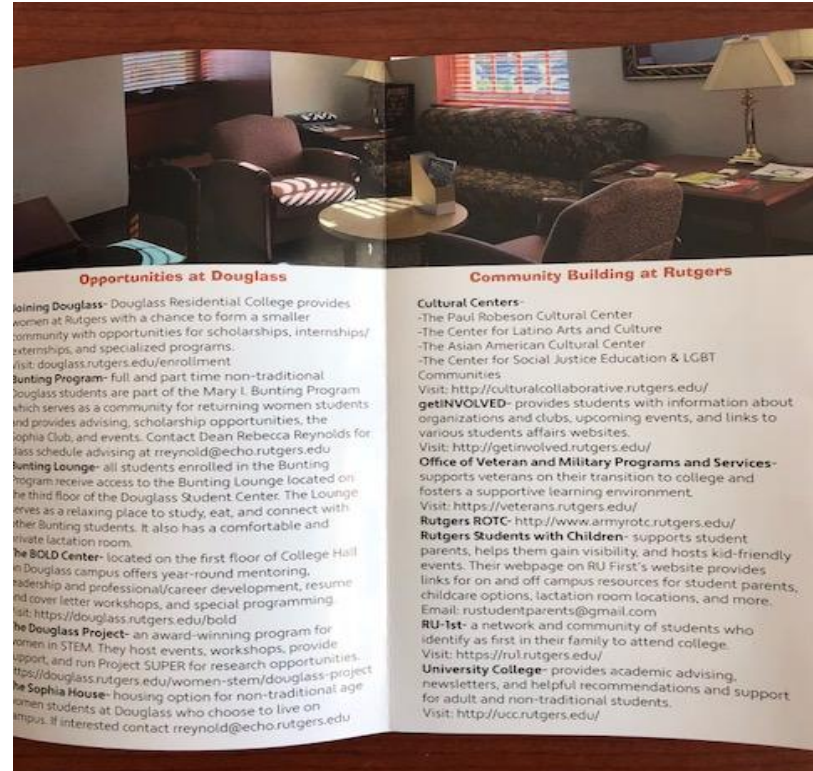 Opportunities at Douglass
Joining Douglass- Douglass Residential College provides
women at Rutgers with a chance to form a smaller
community with opportunities for scholarships, internships/
externships, and specialized programs.
Visit: douglass.rutgers.edu/enrollment
Bunting Program- full and part time non-traditional
Douglass students are part of the Mary I. Bunting Program
which serves as a community for returning women students
and provides advising, scholarship opportunities, the
Sophia Club, and events. Contact Dean Rebecca Reynolds for
class schedule advising at rreynold@echo.rutgers.edu
Bunting Lounge- all students enrolled in the Bunting
Program receive access to the Bunting Lounge located on
the third floor of the Douglass Student Center. The Lounge
serves as a relaxing place to study, eat, and connect with
other Bunting students. It also has a comfortable and
private lactation room.
The BOLD Center- located on the first floor of College Hall
on Douglass campus offers year-round mentoring,
leadership and professional/career development, resume
and cover letter workshops, and special programming.
Visit: https://douglass.rutgers.edu/bold
The Douglass Project- an award-winning program for
women in STEM. They host events, workshops, provide
support, and run Project SUPER for research opportunities.
https://douglass.rutgers.edu/women-stem/douglass-project
The Sophia House- housing option for non-traditional age
women students at Douglass who choose to live on
campus. If interested contact rreynold@echo.rutgers.edu
Community Building at Rutgers
Cultural Centers-
-The Paul Robeson Cultural Center
-The Center for Latino Arts and Culture
-The Asian American Cultural Center
-The Center for Social Justice Education & LGBT
Communities
Visit: http://culturalcollaborative.rutgers.edu/
getINVOLVED- provides students with information about
organizations and clubs, upcoming events, and links to
various students affairs websites.
Visit: http://getinvolved.rutgers.edu/
Office of Veteran and Military Programs and Services-
supports veterans on their transition to college and
fosters a supportive learning environment.
Visit: https://veterans.rutgers.edu/
Rutgers ROTC- http://www.armyrotc.rutgers.edu/
Rutgers Students with Children- supports student
parents, helps them gain visibility, and hosts kid-friendly
events. Their webpage on RU First's website provides
links for on and off campus resources for student parents,
childcare options, lactation room locations, and more.
Email: rustudentparents@gmail.com
RU-1st- a network and community of students who
identify as first in their family to attend college.
Visit: https://ru1.rutgers.edu/
University College- provides academic advising,
newsletters, and helpful recommendations and support
for adult and non-traditional students.
Visit: http://ucc.rutgers.edu/